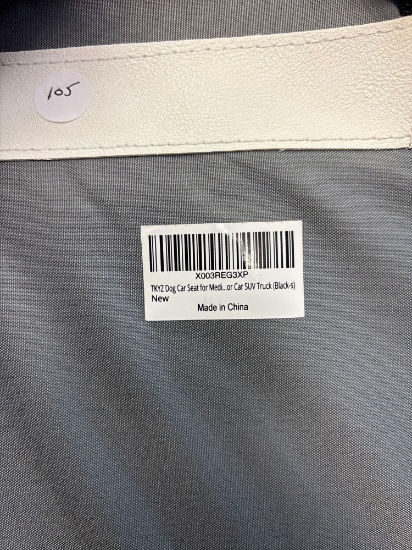 105
X003REG3XP
TKYZ Dog Car Seat for Medi...or Car SUV Truck (Black-s)
New
Made in China